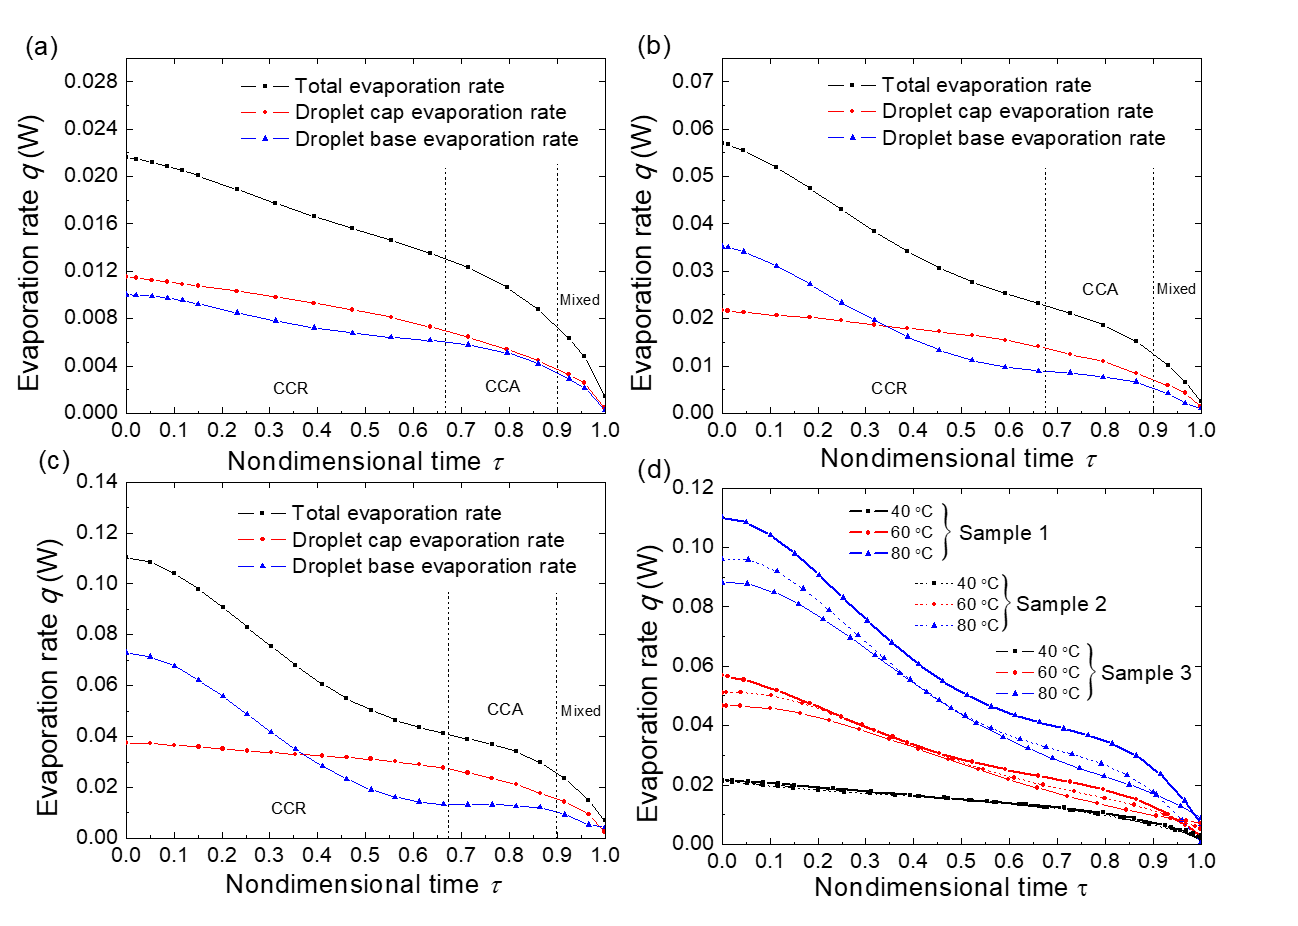 (a)
0.028
0.024
0.020
0.016
0.012
0.008
0.004
0.000
Evaporation rate q (W)
Total evaporation rate
Droplet cap evaporation rate
Droplet base evaporation rate
CCR
CCA
Mixed
0.0 0.1 0.2 0.3 0.4 0.5 0.6 0.7 0.8 0.9 1.0
Nondimensional time τ
(b)
0.07
0.06
0.05
0.04
0.03
0.02
0.01
0.00
Evaporation rate q (W)
Total evaporation rate
Droplet cap evaporation rate
Droplet base evaporation rate
CCR
CCA
Mixed
0.0 0.1 0.2 0.3 0.4 0.5 0.6 0.7 0.8 0.9 1.0
Nondimensional time τ
(c)
0.14
0.12
0.10
0.08
0.06
0.04
0.02
0.00
Evaporation rate q (W)
Total evaporation rate
Droplet cap evaporation rate
Droplet base evaporation rate
CCR
CCA
Mixed
0.0 0.1 0.2 0.3 0.4 0.5 0.6 0.7 0.8 0.9 1.0
Nondimensional time τ
(d)
0.12
0.10
0.08
0.06
0.04
0.02
0.00
Evaporation rate q (W)
40 °C
60 °C
80 °C
Sample 1
40 °C
60 °C
80 °C
Sample 2
40 °C
60 °C
80 °C
Sample 3
0.0 0.1 0.2 0.3 0.4 0.5 0.6 0.7 0.8 0.9 1.0
Nondimensional time τ